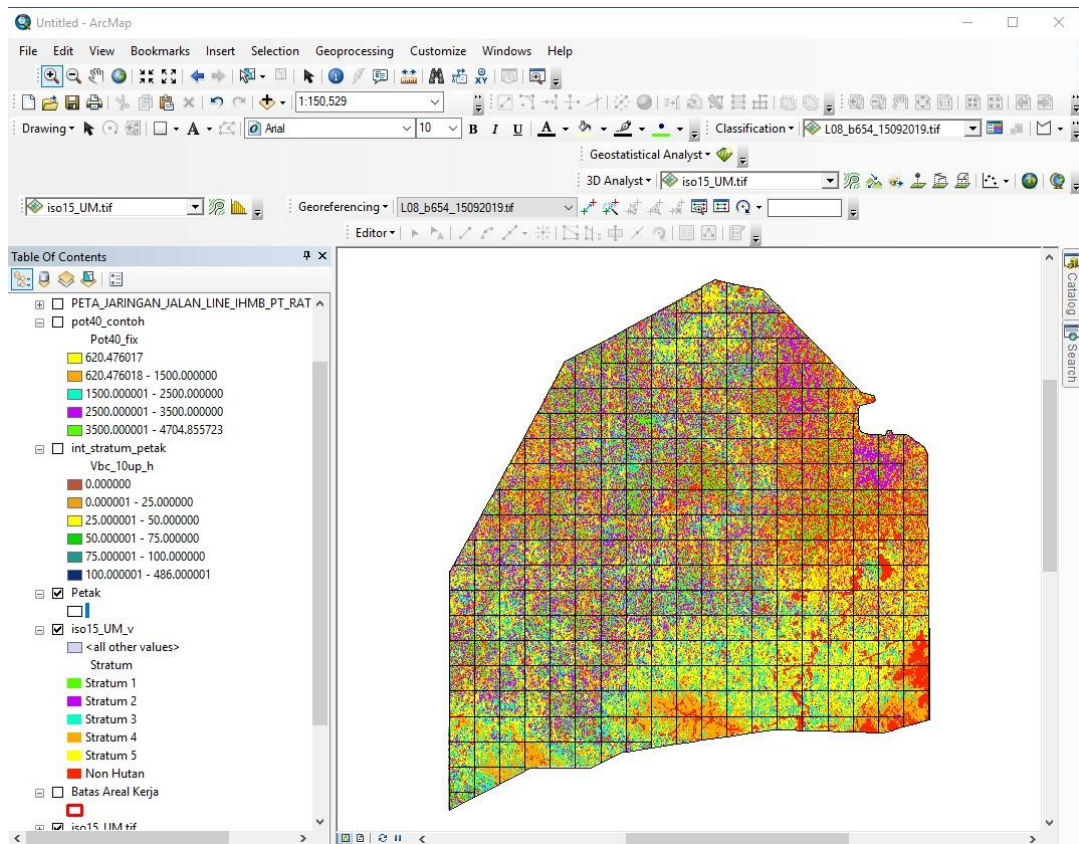 Untitled - ArcMap
File Edit View Bookmarks Insert Selection Geoprocessing Customize Windows Help
1:150,529
Drawing Arial 10 B I U A Classification L08_b654_15092019.tif
Geostatistical Analyst
3D Analyst iso15_UM.tif
iso15_UM.tif Georeferencing L08_b654_15092019.tif
Editor
Table Of Contents
PETA_JARINGAN_JALAN_LINE_IHMB_PT_RAT
pot40_contoh
Pot40_fix
620.476017
620.476018 - 1500.000000
1500.000001 - 2500.000000
2500.000001 - 3500.000000
3500.000001 - 4704.855723
int_stratum_petak
Vbc_10up_h
0.000000
0.000001 - 25.000000
25.000001 - 50.000000
50.000001 - 75.000000
75.000001 - 100.000000
100.000001 - 486.000001
Petak
iso15_UM_v
<all other values>
Stratum
Stratum 1
Stratum 2
Stratum 3
Stratum 4
Stratum 5
Non Hutan
Batas Areal Kerja
iso15_UM.tif
Catalog
Search